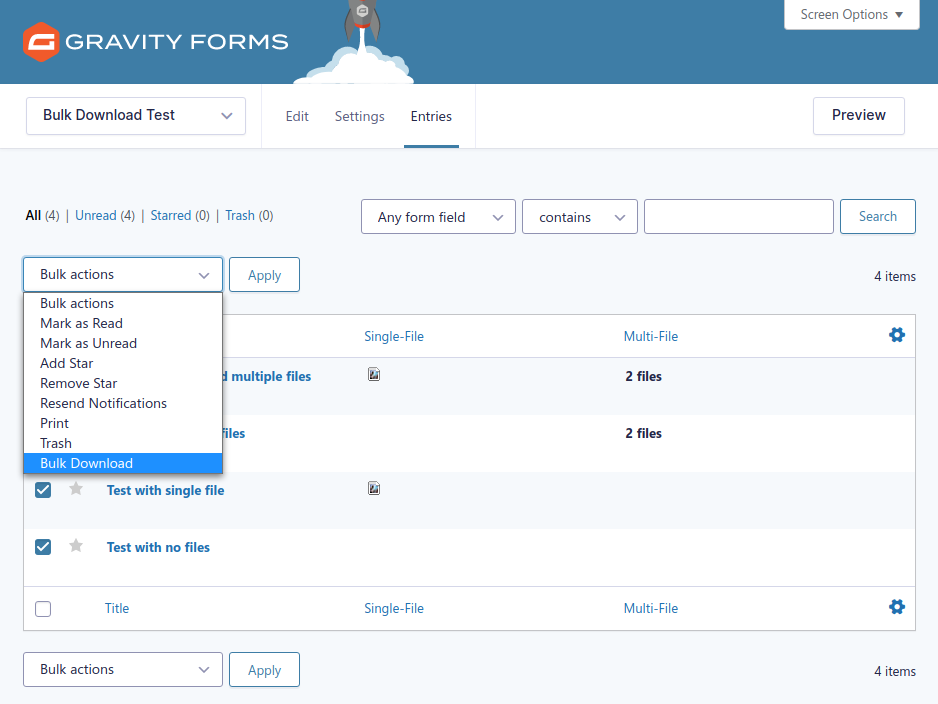 Screen Options
GRAVITY FORMS
Bulk Download Test Edit Settings Entries Preview
All (4) | Unread (4) | Starred (0) | Trash (0) Any form field contains Search
Bulk actions Apply 4 items
Bulk actions
Mark as Read
Single-File Multi-File
Mark as Unread
Add Star
d multiple files 2 files
Remove Star
Resend Notifications
Print
files 2 files
Trash
Bulk Download
Test with single file
Test with no files
Title Single-File Multi-File
Bulk actions Apply 4 items